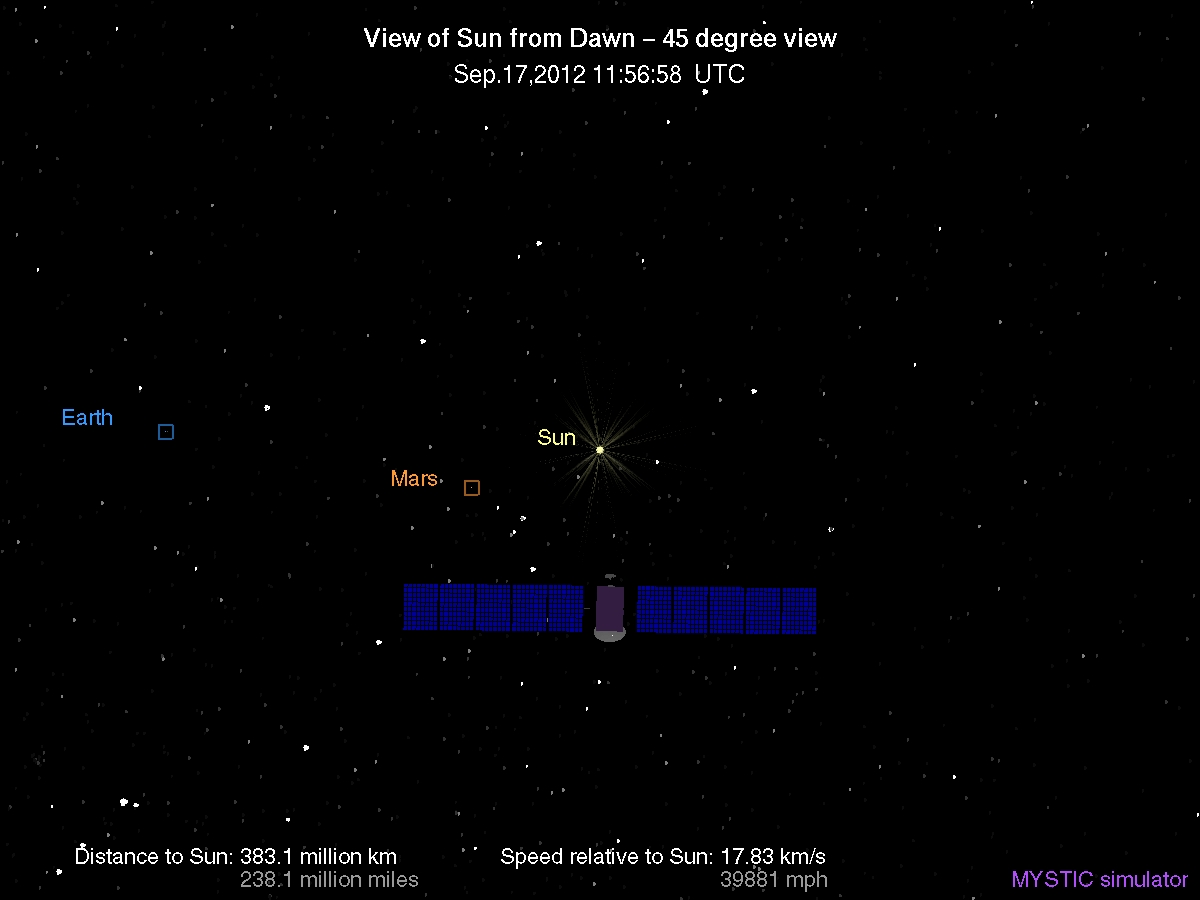 View of Sun from Dawn – 45 degree view
Sep.17,2012 11:56:58 UTC
Earth
Sun
Mars
Distance to Sun: 383.1 million km
238.1 million miles
Speed relative to Sun: 17.83 km/s
39881 mph
MYSTIC simulator